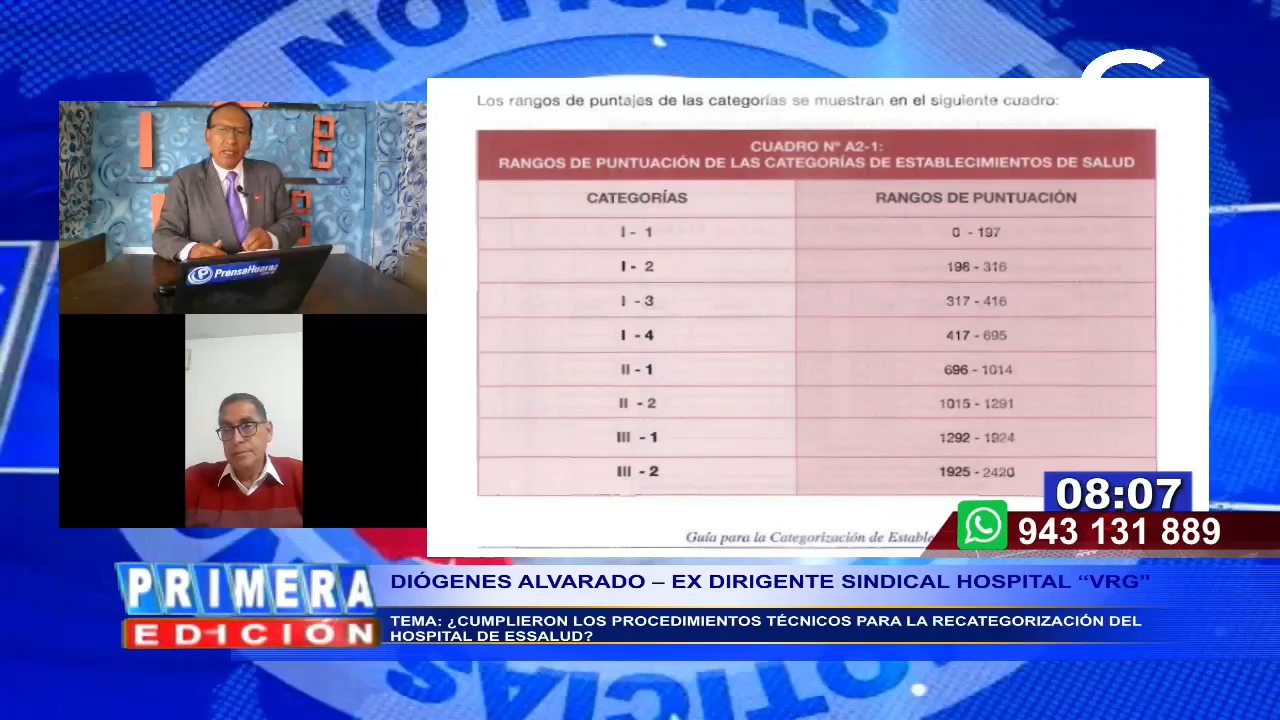 NOTICIAS
Los rangos de puntajes de las categorías se muestran en el siguiente cuadro:
CUADRO Nº A2-1:
RANGOS DE PUNTUACIÓN DE LAS CATEGORÍAS DE ESTABLECIMIENTOS DE SALUD
CATEGORÍAS RANGOS DE PUNTUACIÓN
I - 1 0 - 197
I - 2 198 - 316
I - 3 317 - 416
I - 4 417 - 695
II - 1 696 - 1014
II - 2 1015 - 1291
III - 1 1292 - 1924
III - 2 1925 - 2420
Guía para la Categorización de
PrensaHuaraz
08:07
943 131 889
PRIMERA
EDICIÓN
DIÓGENES ALVARADO – EX DIRIGENTE SINDICAL HOSPITAL “VRG"
TEMA: ¿CUMPLIERON LOS PROCEDIMIENTOS TÉCNICOS PARA LA RECATEGORIZACIÓN DEL
HOSPITAL DE ESSALUD?